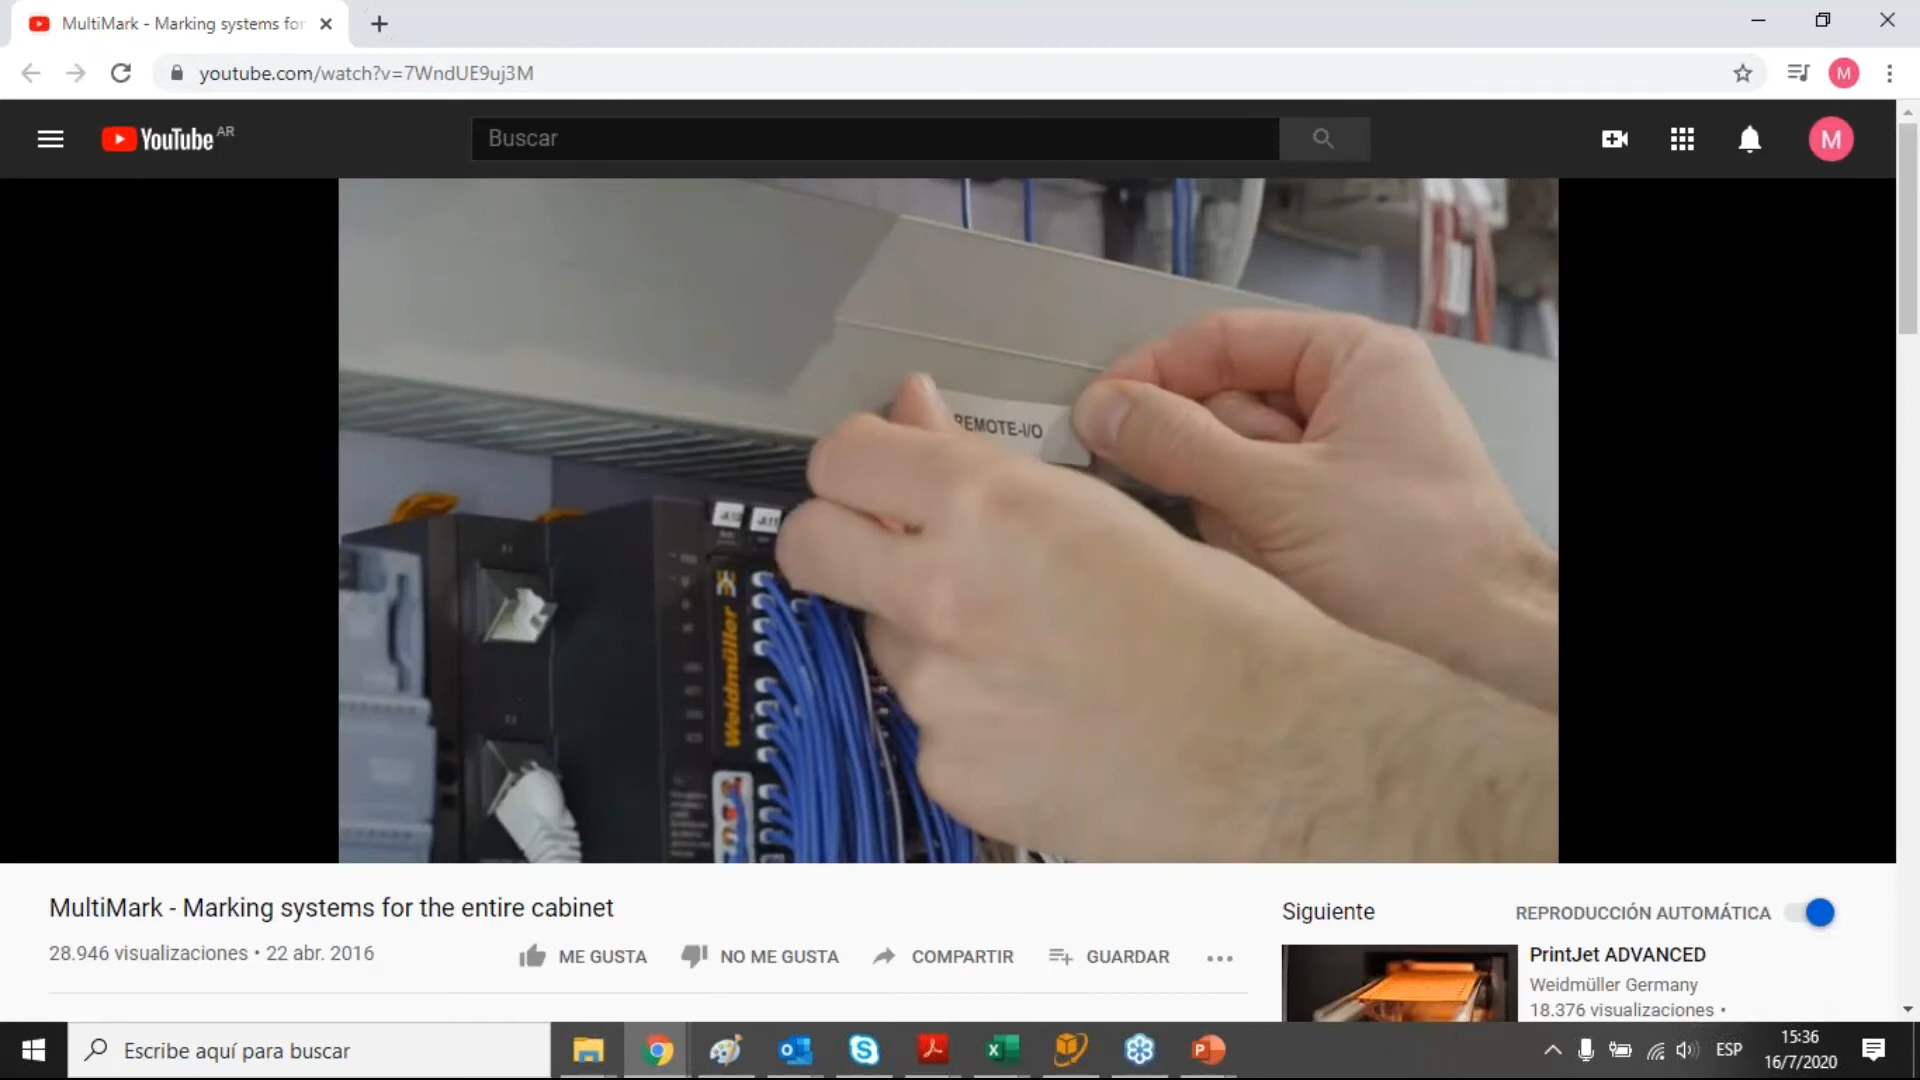 MultiMark - Marking systems for
youtube.com/watch?v=7WndUE9uj3M
M
YouTube AR
Buscar
M
REMOTE-I/O
Weidmüller
MultiMark - Marking systems for the entire cabinet
28.946 visualizaciones • 22 abr. 2016
ME GUSTA
NO ME GUSTA
COMPARTIR
GUARDAR
Siguiente
REPRODUCCIÓN AUTOMÁTICA
PrintJet ADVANCED
Weidmüller Germany
18.376 visualizaciones •
Escribe aquí para buscar
ESP
15:36
16/7/2020